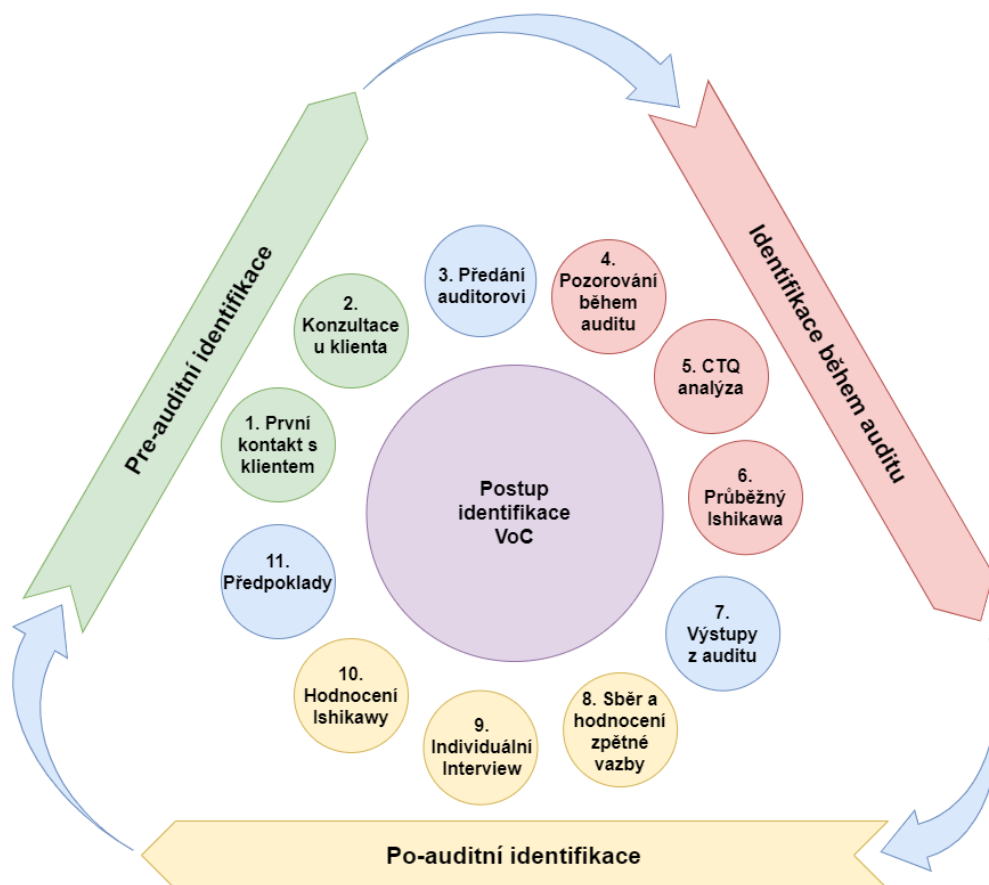 Pre-auditní identifikace
Identifikace během auditu
Po-auditní identifikace
Postup
identifikace
VoC
1. První
kontakt s
klientem
2.
Konzultace
u klienta
3. Předání
auditorovi
4.
Pozorování
během
auditu
5. CTQ
analýza
6.
Průběžný
Ishikawa
7.
Výstupy
z auditu
8. Sběr a
hodnocení
zpětné
vazby
9.
Individuální
Interview
10.
Hodnocení
Ishikawy
11.
Předpoklady